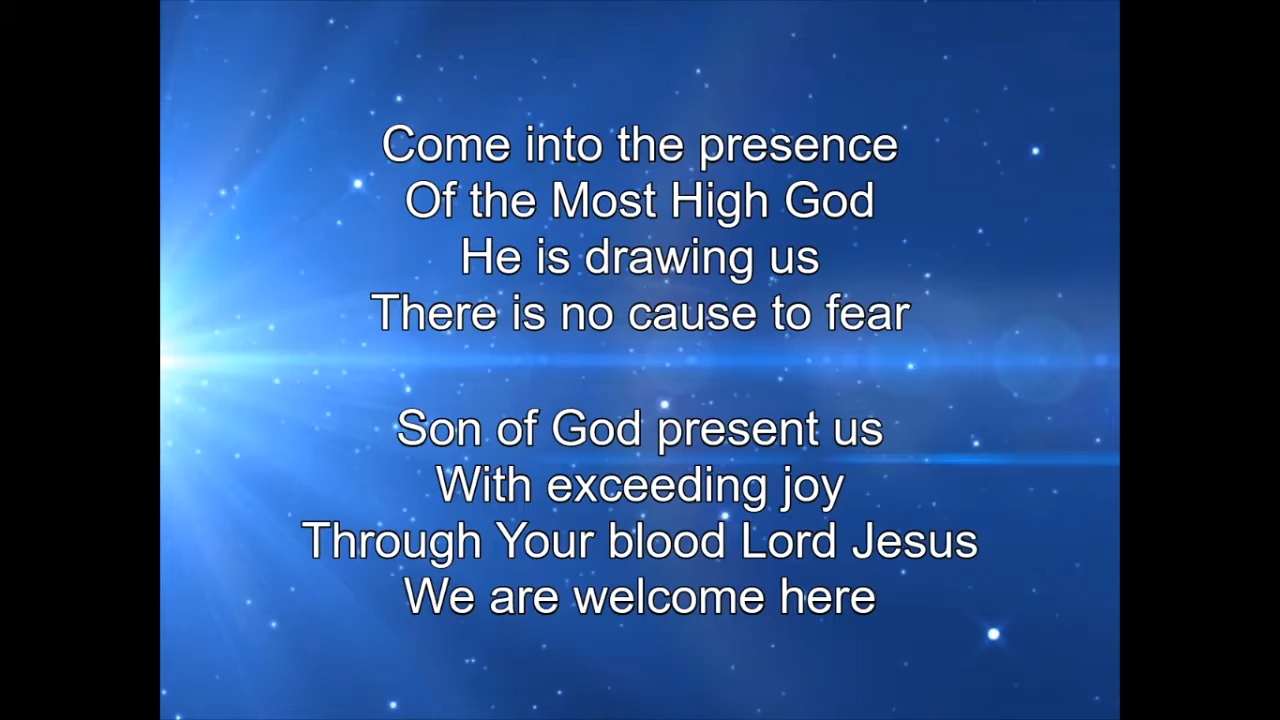 Come into the presence
Of the Most High God
He is drawing us
There is no cause to fear
Son of God present us
With exceeding joy
Through Your blood Lord Jesus
We are welcome here